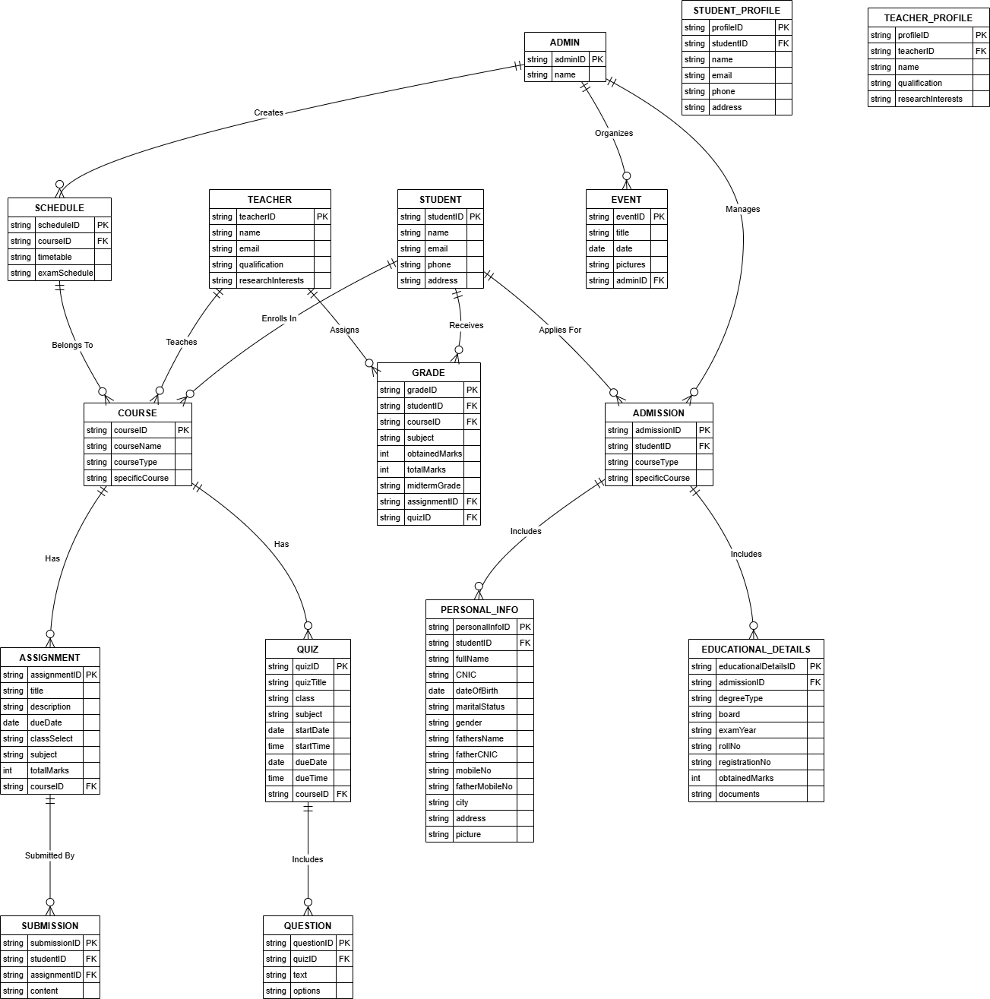 STUDENT_PROFILE
string profileID PK
string studentID FK
string name
string email
string phone
string address
TEACHER_PROFILE
string profileID PK
string teacherID FK
string name
string qualification
string researchInterests
ADMIN
string adminID PK
string name
Creates
Organizes
Manages
SCHEDULE
string scheduleID PK
string courseID FK
string timetable
string examSchedule
TEACHER
string teacherID PK
string name
string email
string qualification
string researchInterests
STUDENT
string studentID PK
string name
string email
string phone
string address
EVENT
string eventID PK
string title
date date
string pictures
string adminID FK
Belongs To
Teaches
Enrolls In
Assigns
Receives
Applies For
COURSE
string courseID PK
string courseName
string courseType
string specificCourse
GRADE
string gradeID PK
string studentID FK
string courseID FK
string subject
int obtainedMarks
int totalMarks
string midtermGrade
string assignmentID FK
string quizID FK
ADMISSION
string admissionID PK
string studentID FK
string courseType
string specificCourse
Has
Has
Includes
Includes
ASSIGNMENT
string assignmentID PK
string title
string description
date dueDate
string classSelect
string subject
int totalMarks
string courseID FK
QUIZ
string quizID PK
string quizTitle
string class
string subject
date startDate
time startTime
date dueDate
time dueTime
string courseID FK
PERSONAL_INFO
string personalInfoID PK
string studentID FK
string fullName
string CNIC
date dateOfBirth
string maritalStatus
string gender
string fathersName
string fatherCNIC
string mobileNo
string fatherMobileNo
string city
string address
string picture
EDUCATIONAL_DETAILS
string educationalDetailsID PK
string admissionID FK
string degreeType
string board
string examYear
string rollNo
string registrationNo
int obtainedMarks
string documents
Submitted By
Includes
SUBMISSION
string submissionID PK
string studentID FK
string assignmentID FK
string content
QUESTION
string questionID PK
string quizID FK
string text
string options